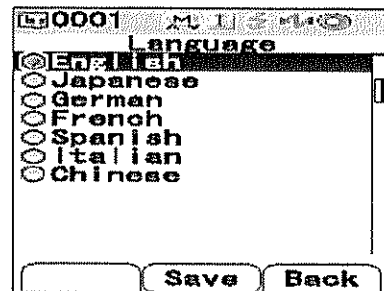 0001
Language
English
Japanese
German
French
Spanish
Italian
Chinese
Save Back